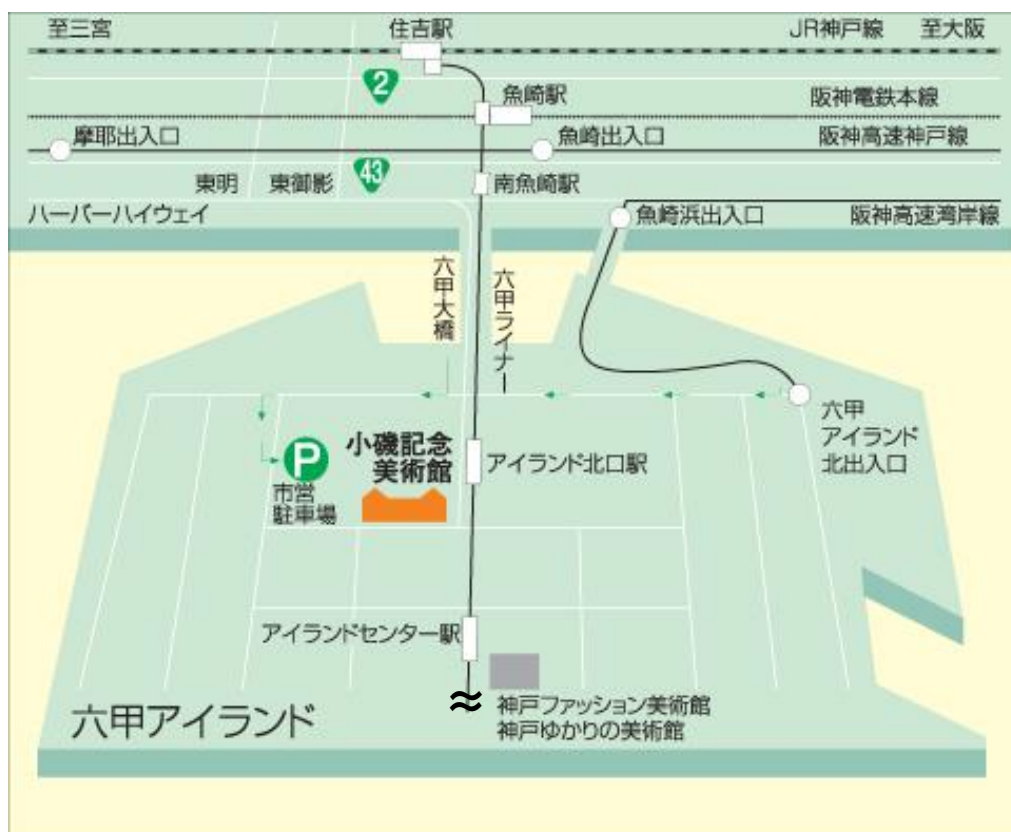 至三宮
住吉駅
JR神戸線
至大阪
2
魚崎駅
阪神電鉄本線
摩耶出入口
魚崎出入口
阪神高速神戸線
東明
東御影
43
南魚崎駅
ハーバーハイウェイ
魚崎浜出入口
阪神高速湾岸線
六甲大橋
六甲ライナー
六甲
アイランド
北出入口
小磯記念
美術館
アイランド北口駅
P
市営
駐車場
アイランドセンター駅
神戸ファッション美術館
神戸ゆかりの美術館
六甲アイランド